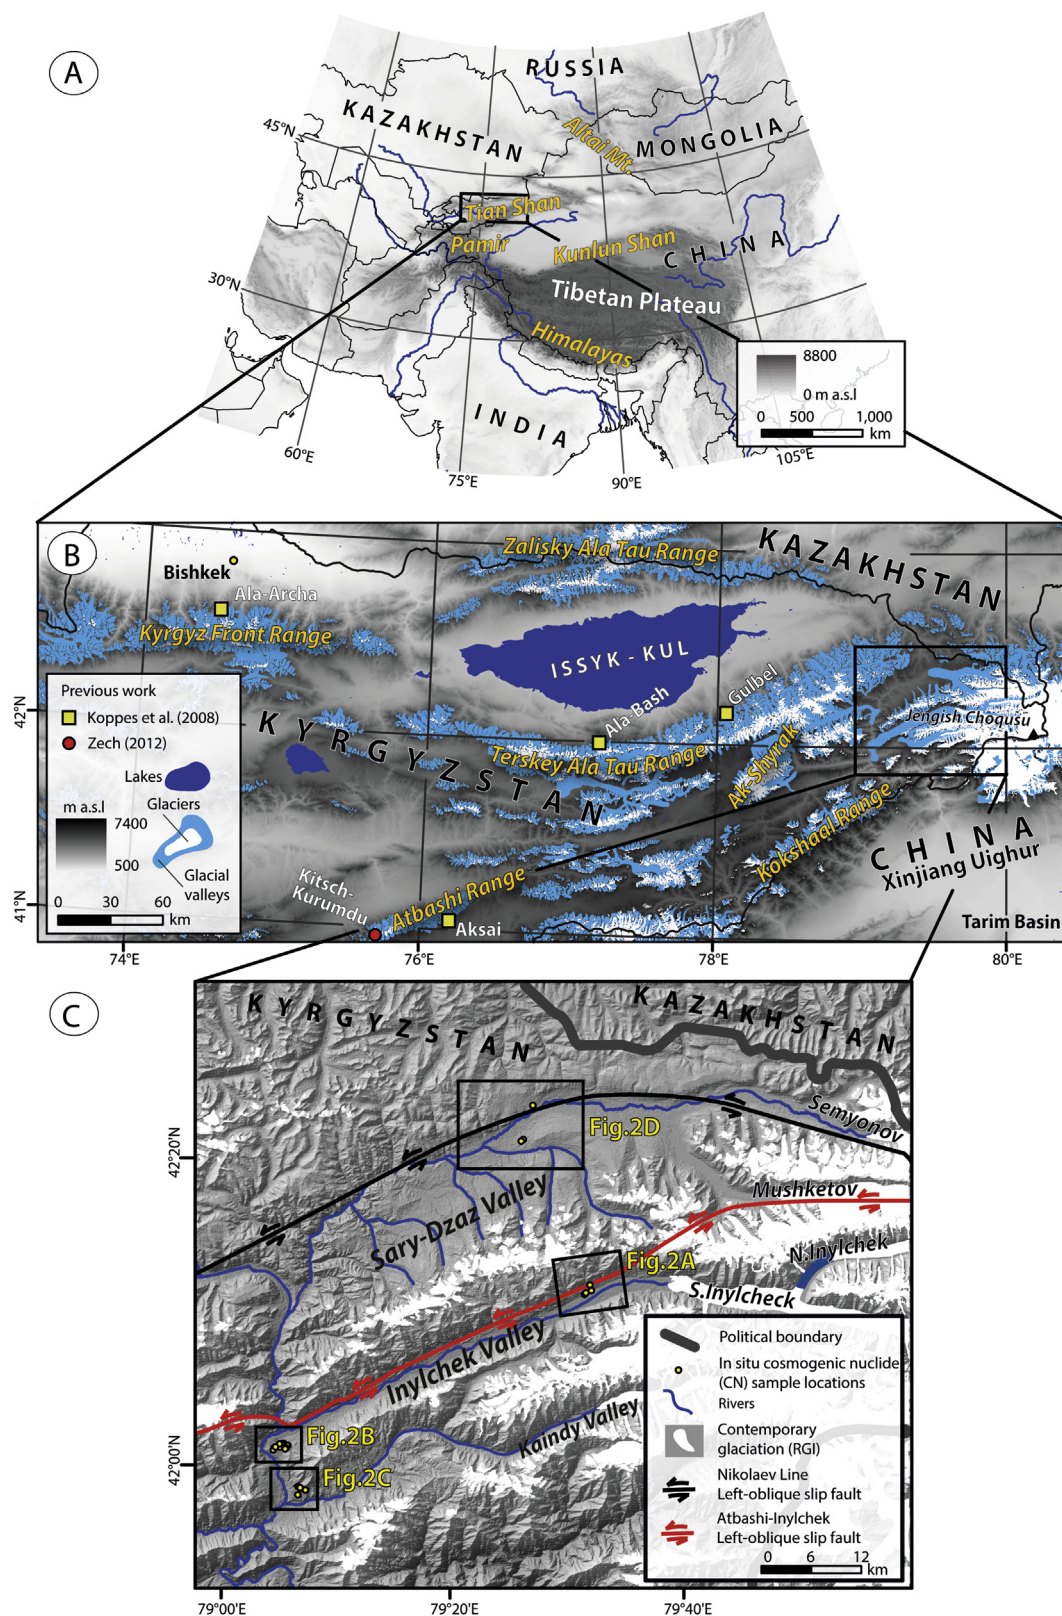 A
RUSSIA
KAZAKHSTAN
45°N
Altai Mt.
MONGOLIA
Tian Shan
Pamir
Kunlun Shan
CHINA
30°N
Tibetan Plateau
Himalayas
INDIA
8800
0 m a.s.l
0 500 1,000
km
60°E
75°E
90°E
105°E
B
Zalisky Ala Tau Range
KAZAKHSTAN
Bishkek
Ala-Archa
Kyrgyz Front Range
ISSYK-KUL
Gulbel
Ala-Bash
Jengish Choqusu
42°N
KYRGYZSTAN
Terskey Ala Tau Range
Ak-Shyrak
Kokshaal Range
CHINA
Xinjiang Uighur
Previous work
Koppes et al. (2008)
Zech (2012)
Lakes
m a.s.l
Glaciers
7400
500
Glacial
valleys
0 30 60
km
Kitsch-
Kurumdu
Atbashi Range
Aksai
Tarim Basin
41°N
74°E
76°E
78°E
80°E
C
KYRGYZSTAN
KAZAKHSTAN
Semyonov
Fig.2D
42°20'N
Mushketov
Sary-Dzaz Valley
N.Inylchek
Fig.2A
S.Inylcheck
Inylchek Valley
Kaindy Valley
Fig.2B
42°00'N
Fig.2C
Political boundary
In situ cosmogenic nuclide
(CN) sample locations
Rivers
Contemporary
glaciation (RGI)
Nikolaev Line
Left-oblique slip fault
Atbashi-Inylchek
Left-oblique slip fault
0 6 12
km
79°00'E
79°20'E
79°40'E